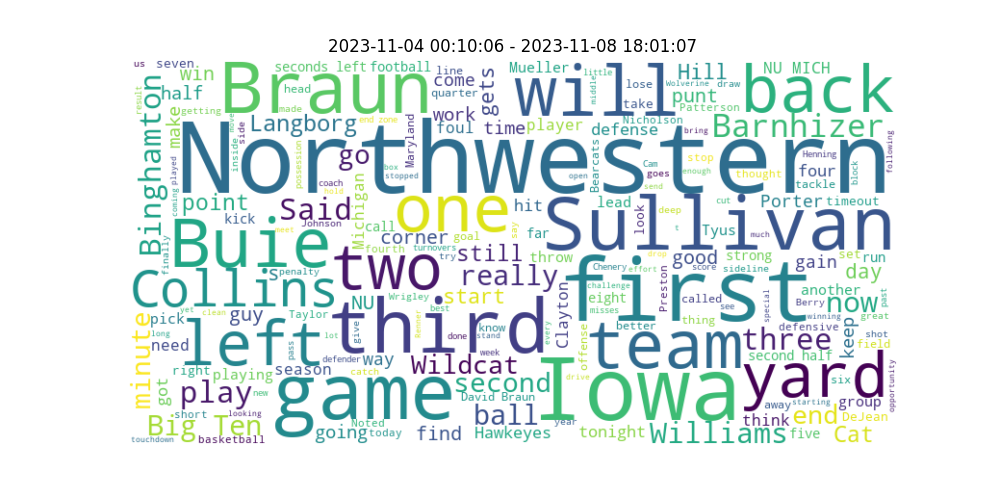 2023-11-04 00:10:06 - 2023-11-08 18:01:07
us seven
seconds left football
line
Mueller
little
Hill
NU MICH
win
Braun
head
come
gets
will
middle
lose
Wolverine
draw
back
half
quarter
take
punt
Patterson
result
getting
made
end zone
work
Nicholson
Binghamton
make
inside
move
side
Langborg
foul
time
player
defense
bring
Barnhizer
Maryland
Northwestern
go
possession
box
stopped
Bearcats
Cam
goes
stop
thought
Henning
four
block
following
played
coach
open
send
enough
tackle
point
kick
Said
hold
Michigan
one
hit
lead
cut
Porter
timeout
coming
Johnson
call
corner
goal
say
far
look
deep
Tyus
Sullivan
Buie
meet
fourth
turnovers
try
still
throw
t
much
finally
s
penalty
two
really
first
drop
good
strong
gain
set
run
Collins
NU
Wrigley
start
Chenery
effort
score
sideline
day
challenge
eight
Preston
called
another
now
past
yet
clean
guy
Taylor
third
best
clayton
misses
see
special
Berry
winning
great
minute
pick
left
lot
give
Banner
know
stand
every
offense
better
thing
defensive
keep
shot
field
long
need
pass
defender
way
done
week
team
three
right
season
catch
Wildcat
second half
got
playing
game
second
Iowa
drive
yard
six
opportunity
play
new
David Braun
away
starting
group
short
looking
Noted
ball
year
think
end
DeJean
Big Ten
going
today
find
Hawkeyes
tonight
Williams
five
Cat
touchdown
basketball